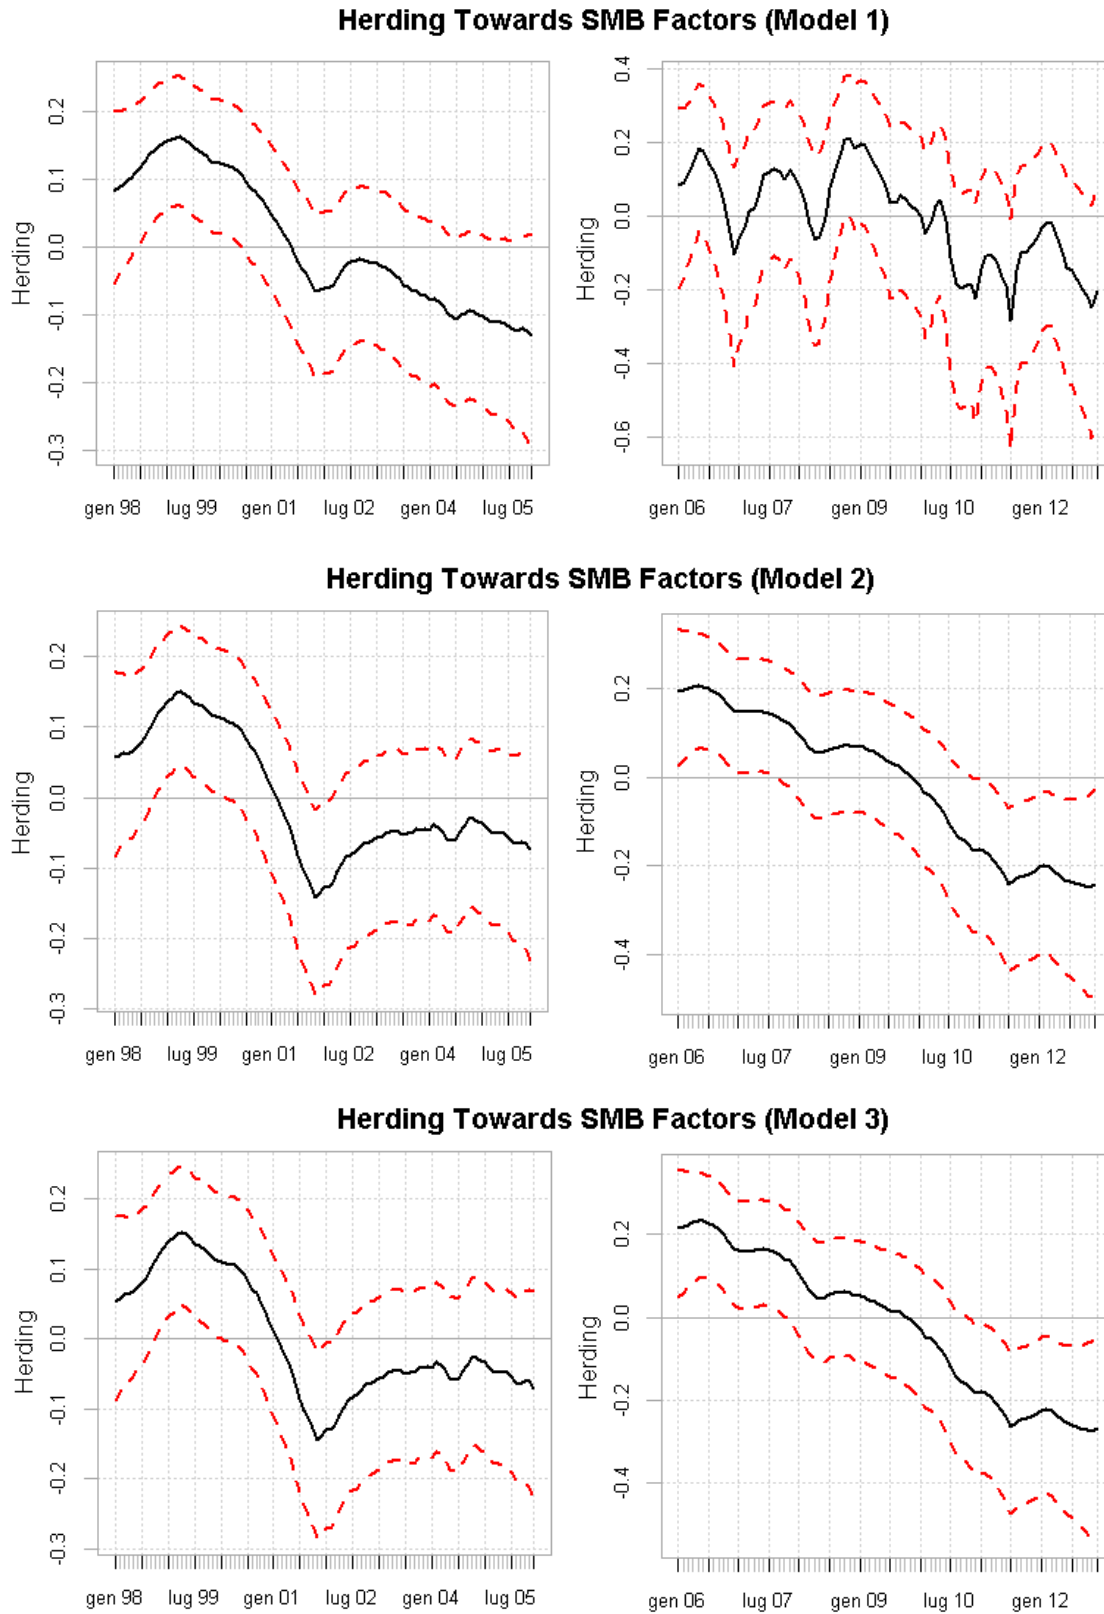 Herding Towards SMB Factors (Model 1)
Herding
0.2
0.1
0.0
-0.1
-0.2
-0.3
gen 98 lug 99 gen 01 lug 02 gen 04 lug 05
Herding
0.4
0.2
0.0
-0.2
-0.4
-0.6
gen 06 lug 07 gen 09 lug 10 gen 12
Herding Towards SMB Factors (Model 2)
Herding
0.2
0.1
0.0
-0.1
-0.2
-0.3
gen 98 lug 99 gen 01 lug 02 gen 04 lug 05
Herding
0.2
0.0
-0.2
-0.4
gen 06 lug 07 gen 09 lug 10 gen 12
Herding Towards SMB Factors (Model 3)
Herding
0.2
0.1
0.0
-0.1
-0.2
-0.3
gen 98 lug 99 gen 01 lug 02 gen 04 lug 05
Herding
0.2
0.0
-0.2
-0.4
gen 06 lug 07 gen 09 lug 10 gen 12